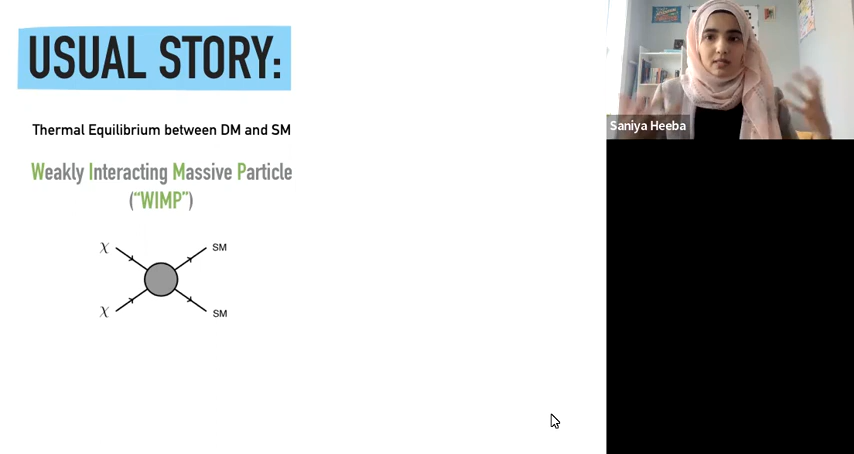 USUAL STORY:
Thermal Equilibrium between DM and SM
Weakly Interacting Massive Particle
("WIMP")
χ
SM
χ
SM
Saniya Heeba